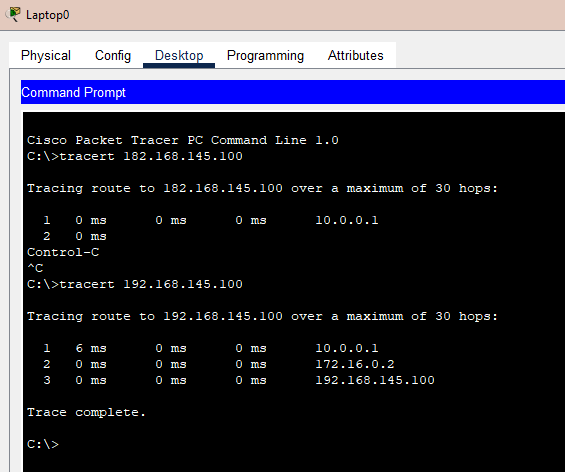 Laptop0
Physical Config Desktop Programming Attributes
Command Prompt
Cisco Packet Tracer PC Command Line 1.0
C:\>tracert 182.168.145.100
Tracing route to 182.168.145.100 over a maximum of 30 hops:
1 0 ms 0 ms 0 ms 10.0.0.1
2 0 ms
Control-C
^C
C:\>tracert 192.168.145.100
Tracing route to 192.168.145.100 over a maximum of 30 hops:
1 6 ms 0 ms 0 ms 10.0.0.1
2 0 ms 0 ms 0 ms 172.16.0.2
3 0 ms 0 ms 0 ms 192.168.145.100
Trace complete.
C:\>